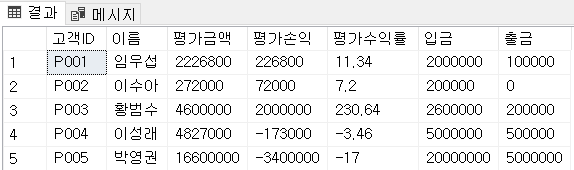 결과 메시지
고객ID 이름 평가금액 평가손익 평가수익률 입금 출금
1 P001 임우섭 2226800 226800 11,34 2000000 100000
2 P002 이수아 272000 72000 7,2 200000 0
3 P003 황범수 4600000 2000000 230,64 2600000 200000
4 P004 이성래 4827000 -173000 -3,46 5000000 500000
5 P005 박영권 16600000 -3400000 -17 20000000 5000000